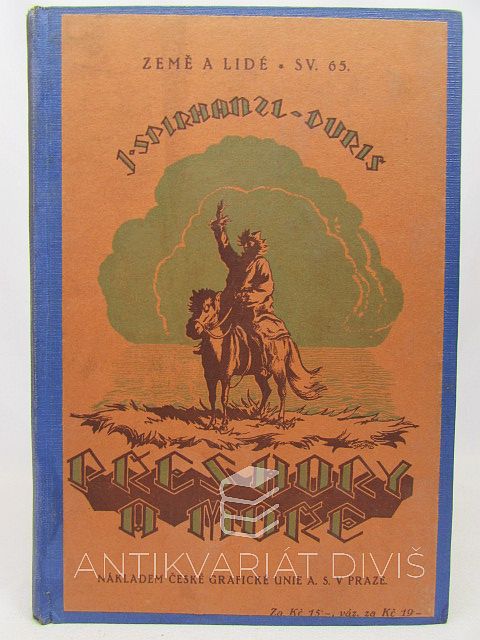 ZEMĚ A LIDÉ • SV. 65.
J. SPIRHANZL-DURIS
PŘES HORY
A MOŘE
ANTIKVARIÁT DIVIŠ
NÁKLADEM ČESKÉ GRAFICKÉ UNIE A. S. V PRAZE.
Za Kč 15·-, váz. za Kč 19·-